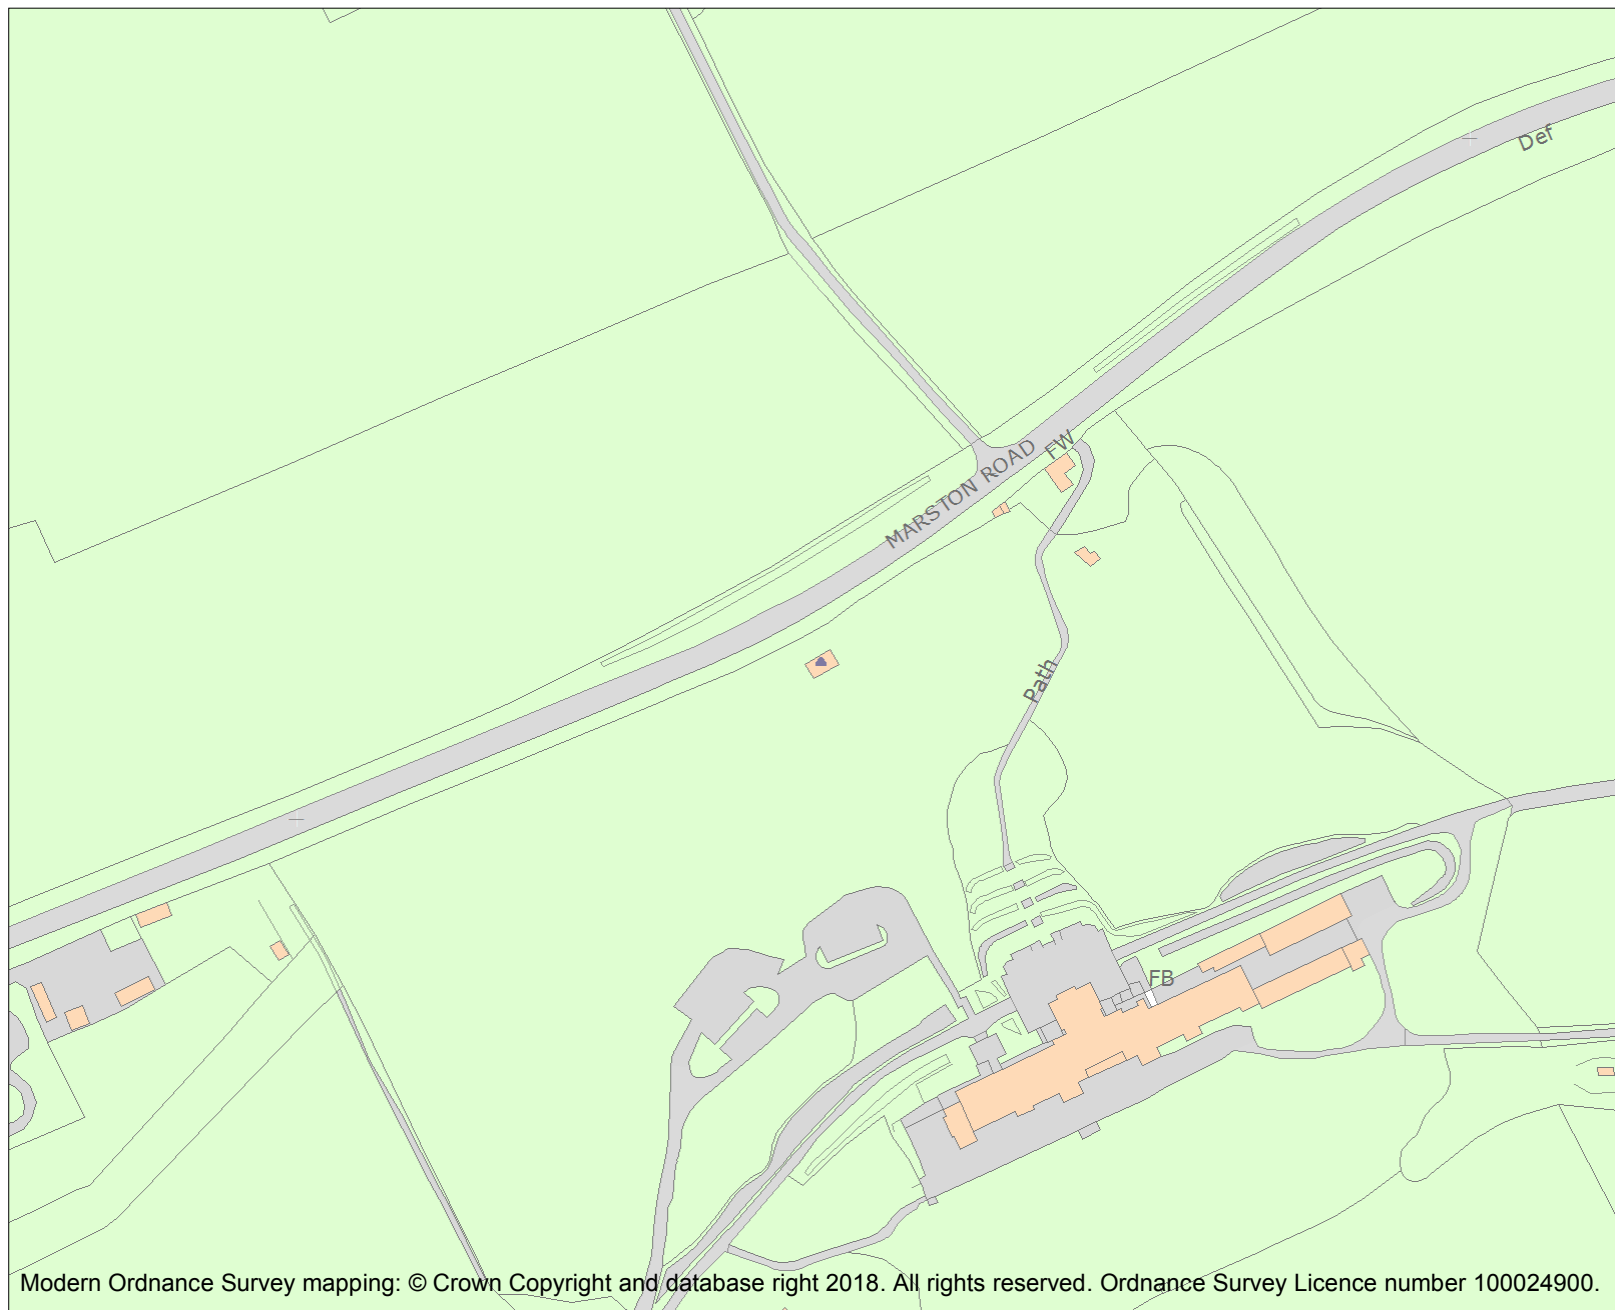 Def
FW
MARSTON ROAD
Path
FB
Modern Ordnance Survey mapping: © Crown Copyright and database right 2018. All rights reserved. Ordnance Survey Licence number 100024900.